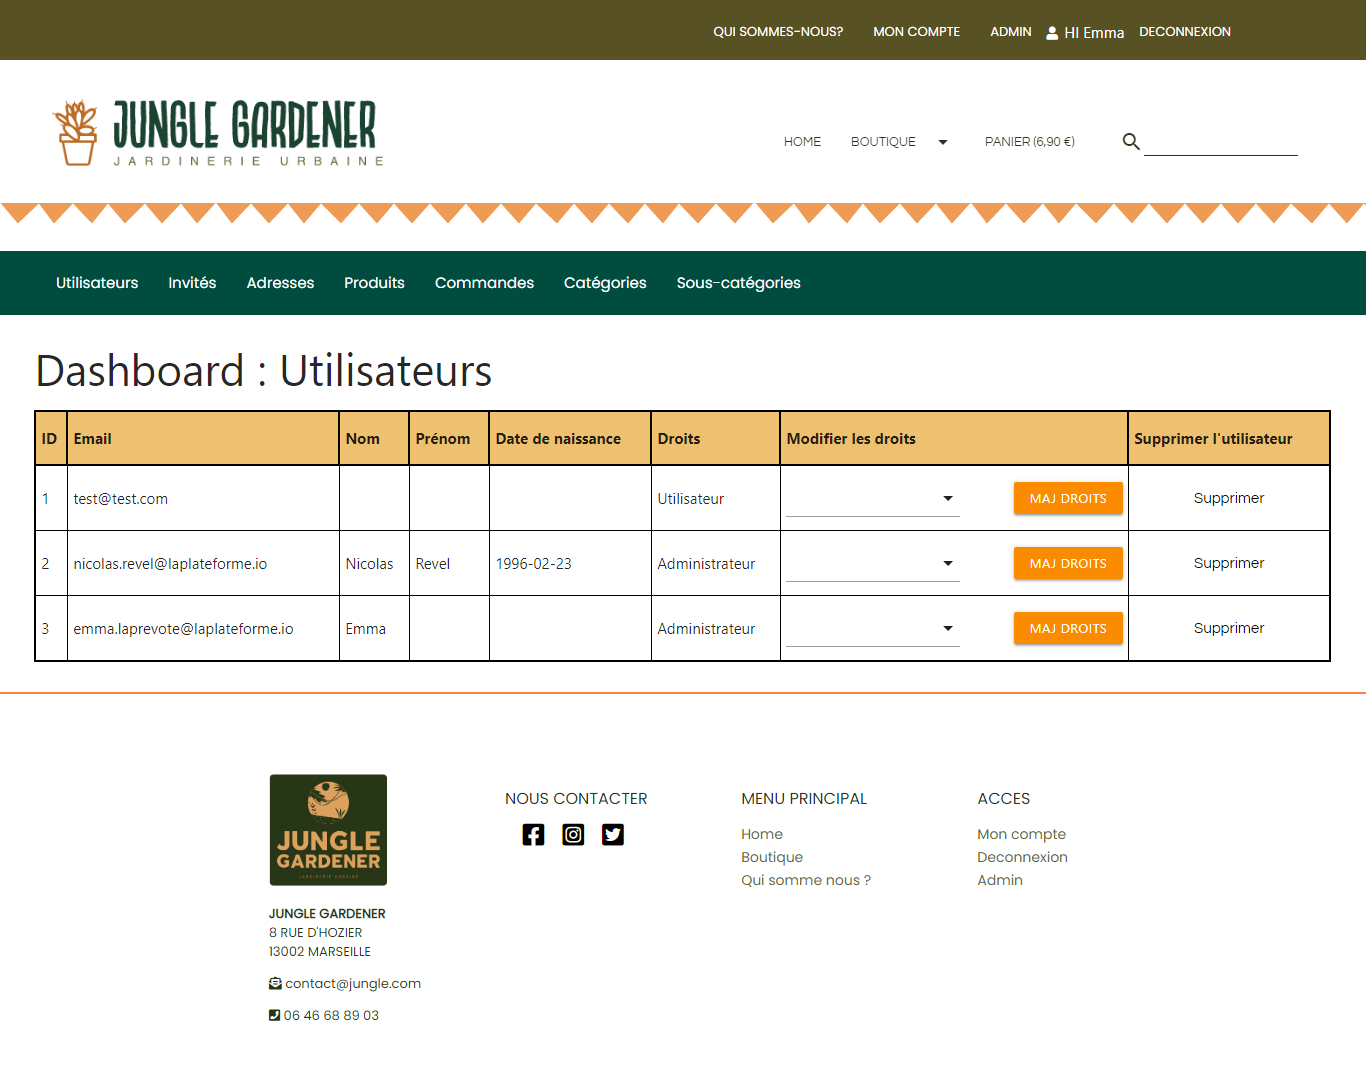 QUI SOMMES-NOUS? MON COMPTE ADMIN HI Emma DECONNEXION
JUNGLE GARDENER
JARDINERIE URBAINE
HOME BOUTIQUE PANIER (6,90 €)
Utilisateurs Invités Adresses Produits Commandes Catégories Sous-catégories
Dashboard : Utilisateurs
ID Email Nom Prénom Date de naissance Droits Modifier les droits Supprimer l'utilisateur
1 test@test.com Utilisateur MAJ DROITS Supprimer
2 nicolas.revel@laplateforme.io Nicolas Revel 1996-02-23 Administrateur MAJ DROITS Supprimer
3 emma.laprevote@laplateforme.io Emma Administrateur MAJ DROITS Supprimer
JUNGLE
GARDENER
JARDINERIE URBAINE
JUNGLE GARDENER
8 RUE D'HOZIER
13002 MARSEILLE
contact@jungle.com
06 46 68 89 03
NOUS CONTACTER
MENU PRINCIPAL
Home
Boutique
Qui somme nous ?
ACCES
Mon compte
Deconnexion
Admin